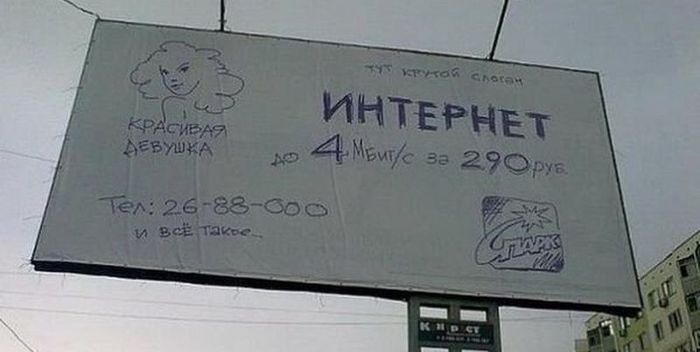 тут крутой слоган
ИНТЕРНЕТ
до 4 Мбит/с за 290 руб.
КРАСИВАЯ
ДЕВУШКА
Тел: 26-88-000
и всё такое...
СПАРК